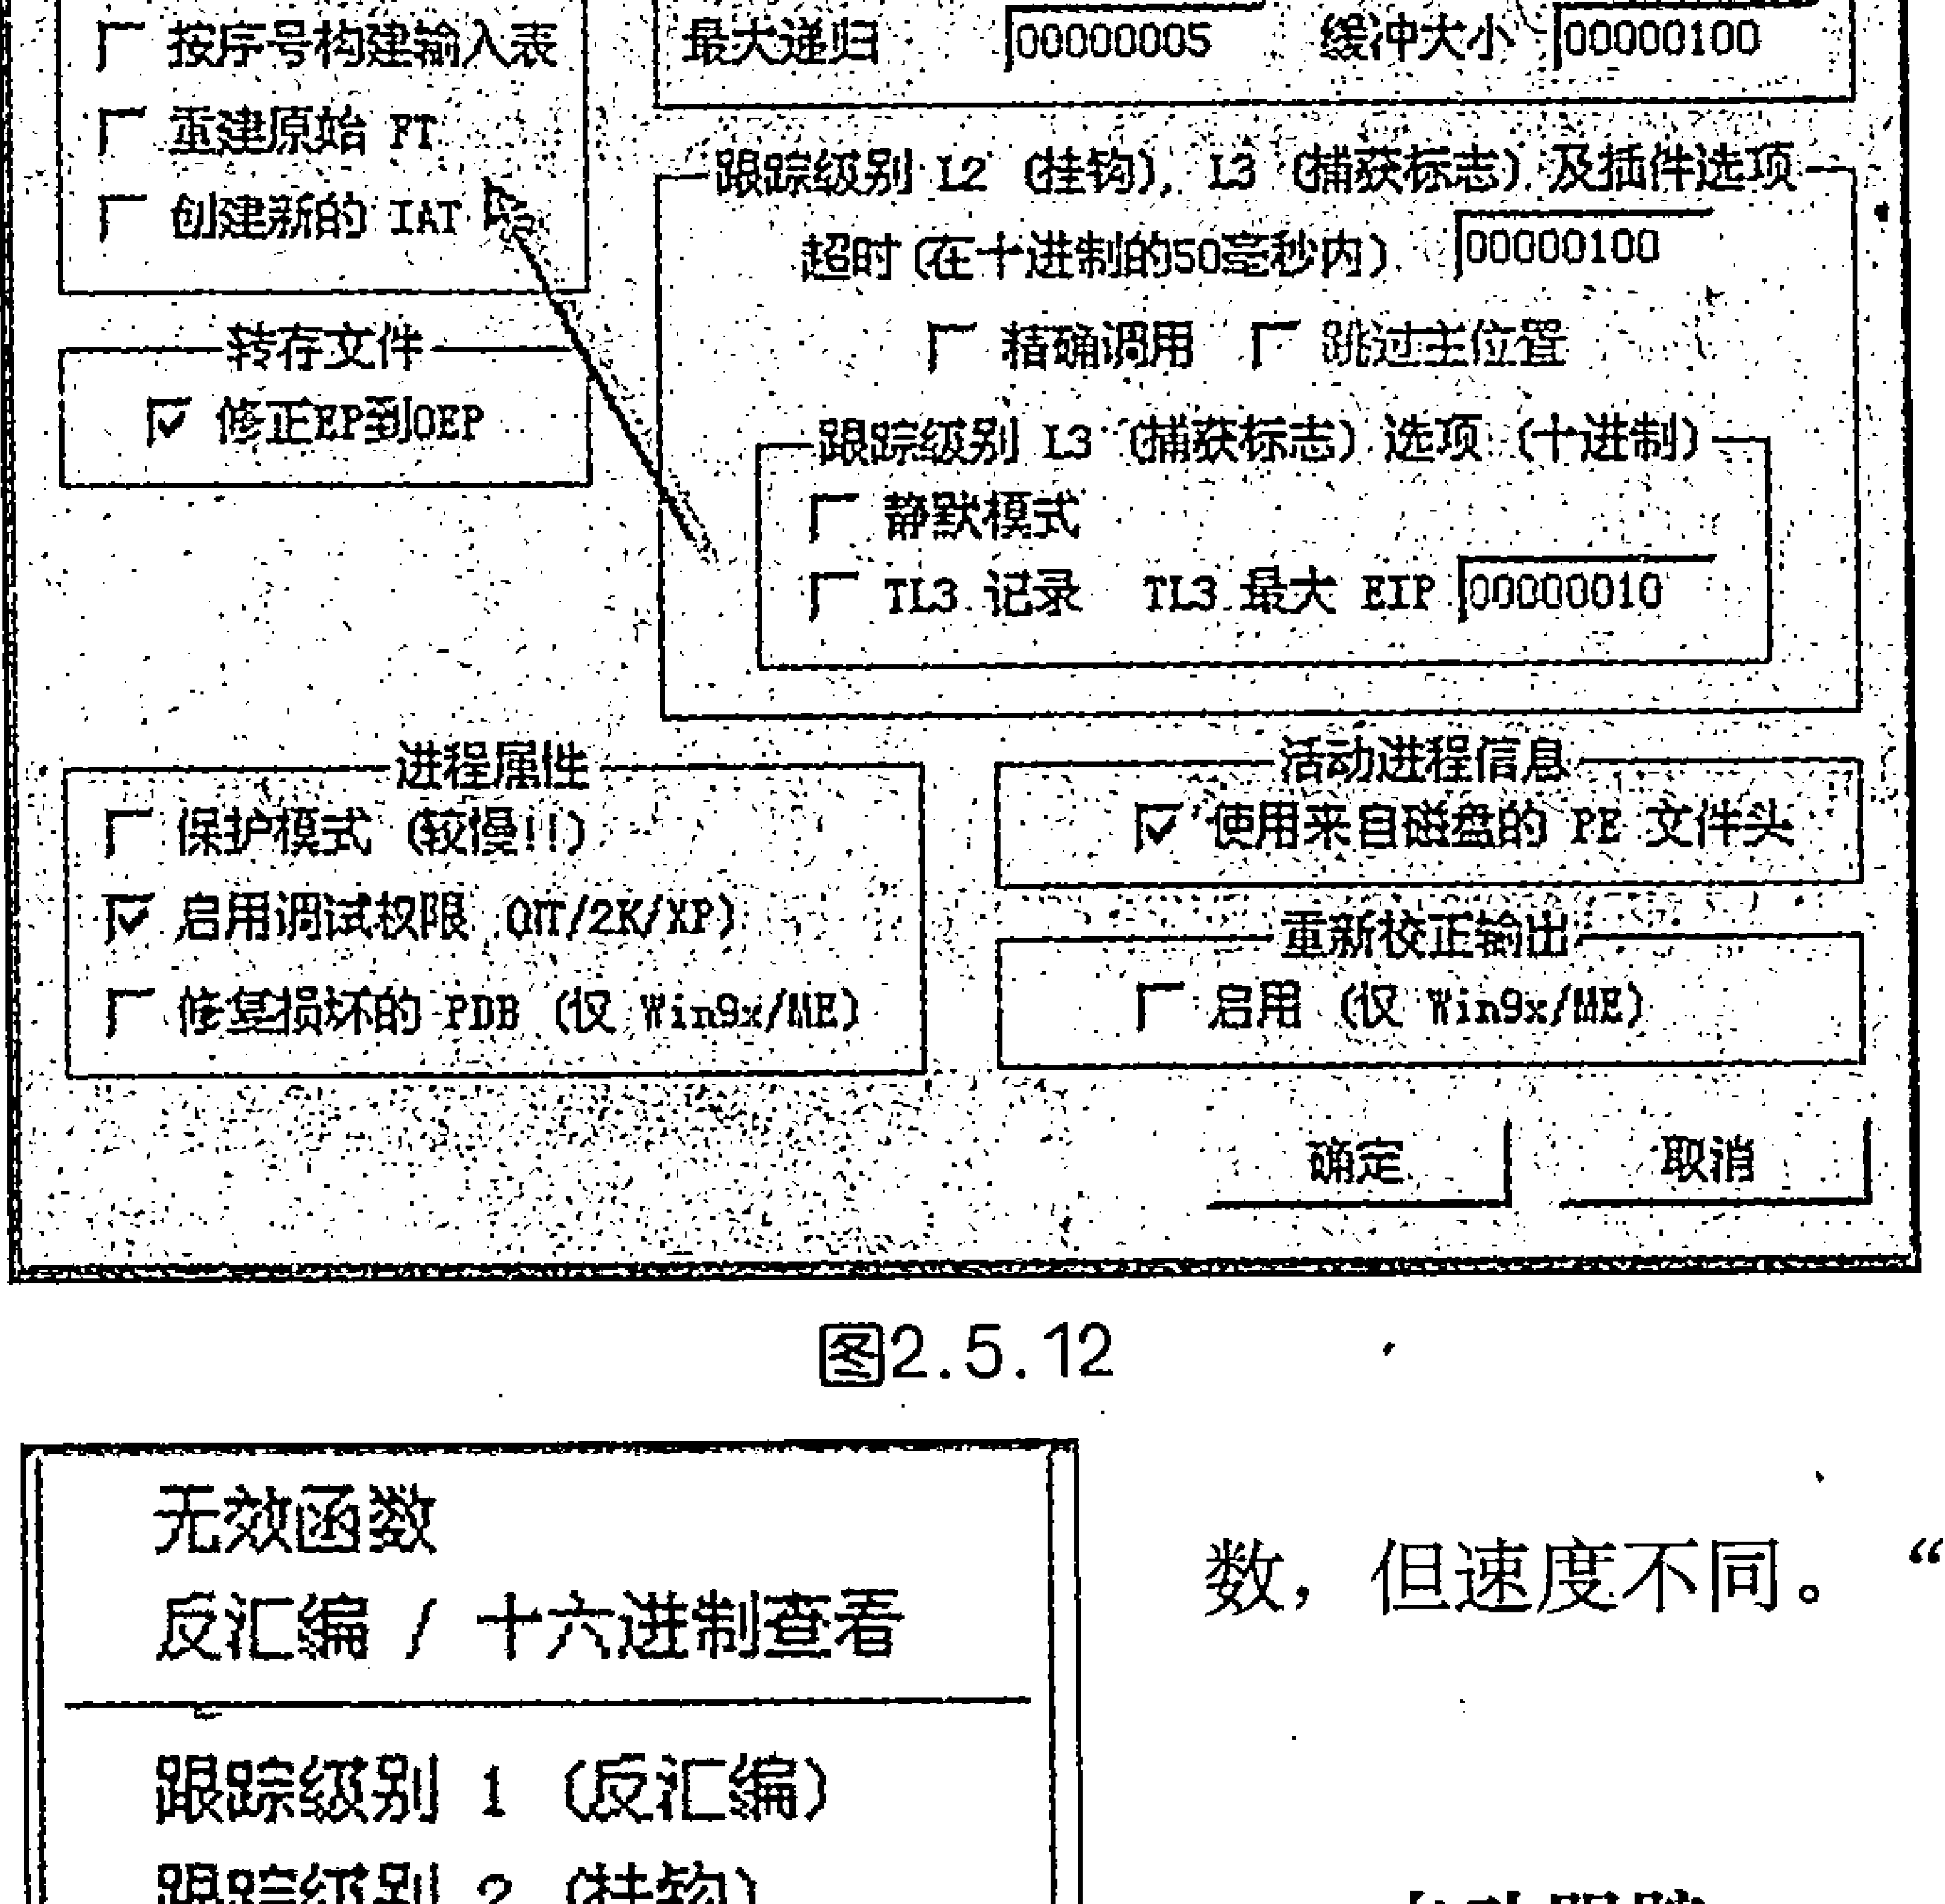 按序号构建输入表
重建原始 FT
创建新的 IAT
转存文件
修正EP到OEP
最大递归 00000005 缓冲大小 00000100
跟踪级别 L2 (挂钩), L3 (捕获标志) 及插件选项
超时(在十进制的50毫秒内) 00000100
精确调用 跳过主位置
跟踪级别 L3 (捕获标志) 选项 (十进制)
静默模式
TL3 记录 TL3 最大 EIP 00000010
进程属性
保护模式 (较慢!!)
启用调试权限 (NT/2K/XP)
修复损坏的 PDB (仅 Win9x/ME)
活动进程信息
使用来自磁盘的 PE 文件头
重新校正输出
启用 (仅 Win9x/ME)
确定 取消
图2.5.12
无效函数
反汇编 / 十六进制查看
跟踪级别 1 (反汇编)
跟踪级别 2 (挂钩)
数，但速度不同。“